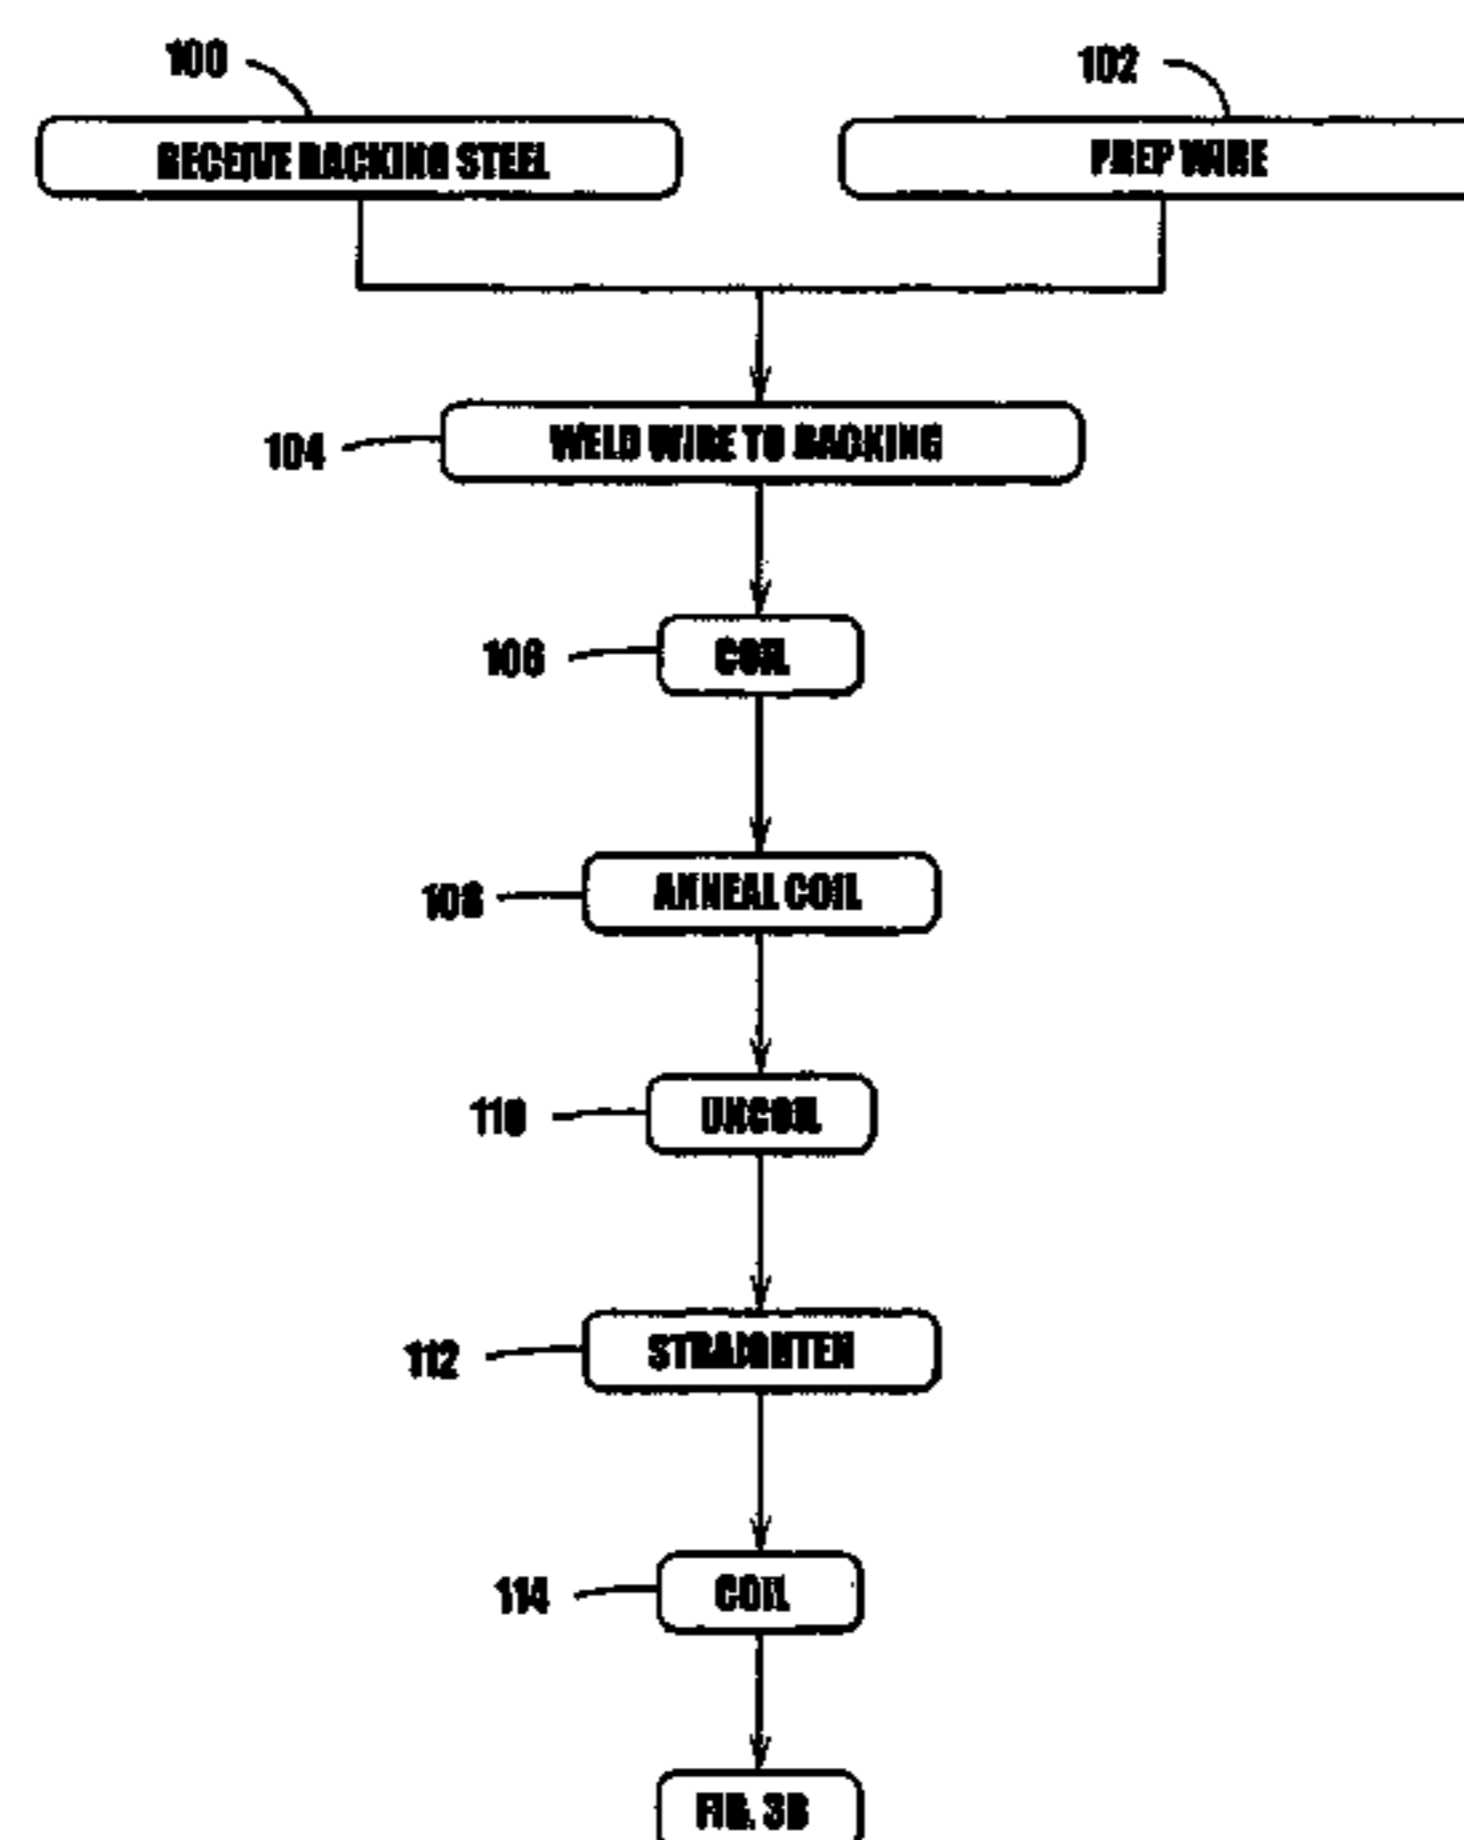 100
102
RECEIVE BACKING STEEL
PREP WIRE
104
WELD WIRE TO BACKING
106
COIL
108
ANNEAL COIL
110
UNCOIL
112
STRAIGHTEN
114
COIL
FIG. 3B